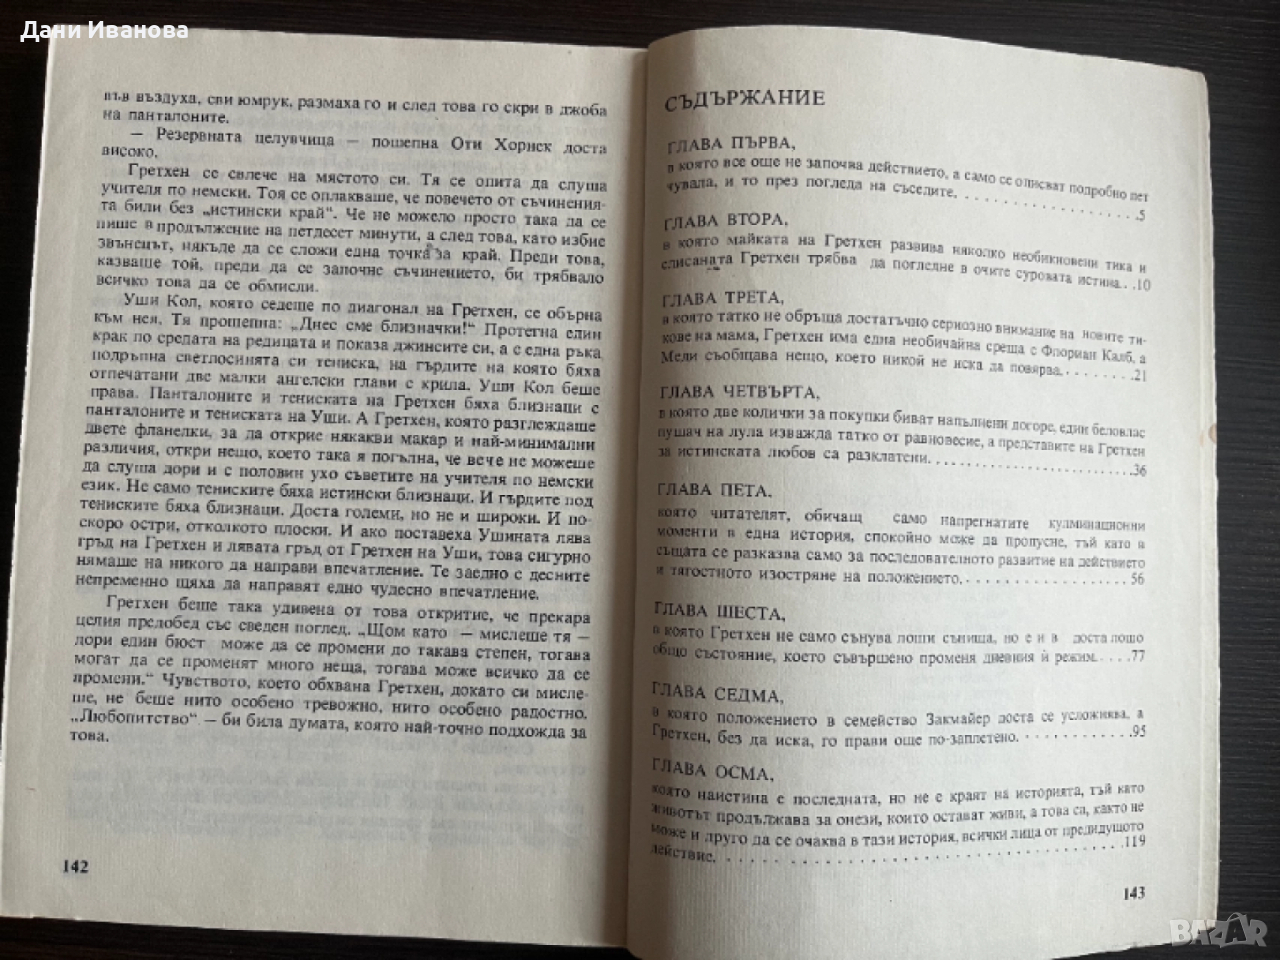 Дани Иванова
във въздуха, сви юмрук, размаха го и след това го скри в джоба
на панталоните.
— Резервната целувчица — пошепна Оти Хорнек доста
високо.
Гретхен се свлече на мястото си. Тя се опита да слуша
учителя по немски. Тоя се оплакваше, че повечето от съчинения-
та били без „истински край“. Че не можело просто така да се
пише в продължение на петдесет минути, а след това, като избие
звънецът, някъде да се сложи една точка за край. Преди това,
казваше той, преди да се започне съчинението, би трябвало
всичко това да се обмисли.
Уши Кол, която седеше по диагонал на Гретхен, се обърна
към нея. Тя прошепна: „Днес сме близначки!“ Протегна един
крак по средата на редицата и показа джинсите си, а с една ръка
подръпна светлосинята си тениска, на гърдите на която бяха
отпечатани две малки ангелски глави с крила. Уши Кол беше
права. Панталоните и тениската на Гретхен бяха близнаци с
панталоните и тениската на Уши. А Гретхен, която разглеждаше
двете фланелки, за да открие някакви макар и най-минимални
различия, откри нещо, което така я погълна, че вече не можеше
да слуша дори и с половин ухо съветите на учителя по немски
език. Не само тениските бяха истински близнаци. И гърдите под
тениските бяха близнаци. Доста големи, но не и широки. И по-
скоро остри, отколкото плоски. И ако поставеха Ушината лява
гръд на Гретхен и лявата гръд от Гретхен на Уши, това сигурно
нямаше на никого да направи впечатление. Те заедно с десните
непременно щяха да направят едно чудесно впечатление.
Гретхен беше така удивена от това откритие, че прекара
целия предобед със сведен поглед. „Щом като — мислеше тя —
дори един бюст може да се промени до такава степен, тогава
могат да се променят много неща, тогава може всичко да се
промени.“ Чувството, което обхвана Гретхен, докато си мисле-
ше, не беше нито особено тревожно, нито особено радостно.
„Любопитство“ — би била думата, която най-точно подхожда за
това.
142
СЪДЪРЖАНИЕ
ГЛАВА ПЪРВА,
в която все още не започва действието, а само се описват подробно пет
чувала, и то през погледа на съседите. . . . . . . . . . . . . . .5
ГЛАВА ВТОРА,
в която майката на Гретхен развива няколко необикновени тика и
слисаната Гретхен трябва да погледне в очите суровата истина. . .10
ГЛАВА ТРЕТА,
в която татко не обръща достатъчно сериозно внимание на новите ти-
кове на мама, Гретхен има една необичайна среща с Флориан Калб, а
Меди съобщава нещо, което никой не иска да повярва. . . . . . . .21
ГЛАВА ЧЕТВЪРТА,
в която две колички за покупки биват напълнени догоре, един беловлас
пушач на лула изважда татко от равновесие, а представите на Гретхен
за истинската любов са разклатени. . . . . . . . . . . . . . . . .36
ГЛАВА ПЕТА.
която читателят, обичащ само напрегнатите кулминационни
моменти в една история, спокойно може да пропусне, тъй като в
същата се разказва само за последователното развитие на действието
и тягостното изостряне на положението. . . . . . . . . . . . . . 56
ГЛАВА ШЕСТА,
в която Гретхен не само сънува лоши сънища, но е и в доста лошо
общо състояние, което съвършено променя дневния ѝ режим. . . .77
ГЛАВА СЕДМА,
в която положението в семейство Закмайер доста се усложнява, а
Гретхен, без да иска, го прави още по-заплетено. . . . . . . . . . .95
ГЛАВА ОСМА,
която наистина е последната, но не е краят на историята, тъй като
животът продължава за онези, които остават живи, а това са, както не
може и друго да се очаква в тази история, всички лица от предидущото
действие. . . . . . . . . . . . . . . . . . . . . . . . . . . . . .119
143
BAZAR